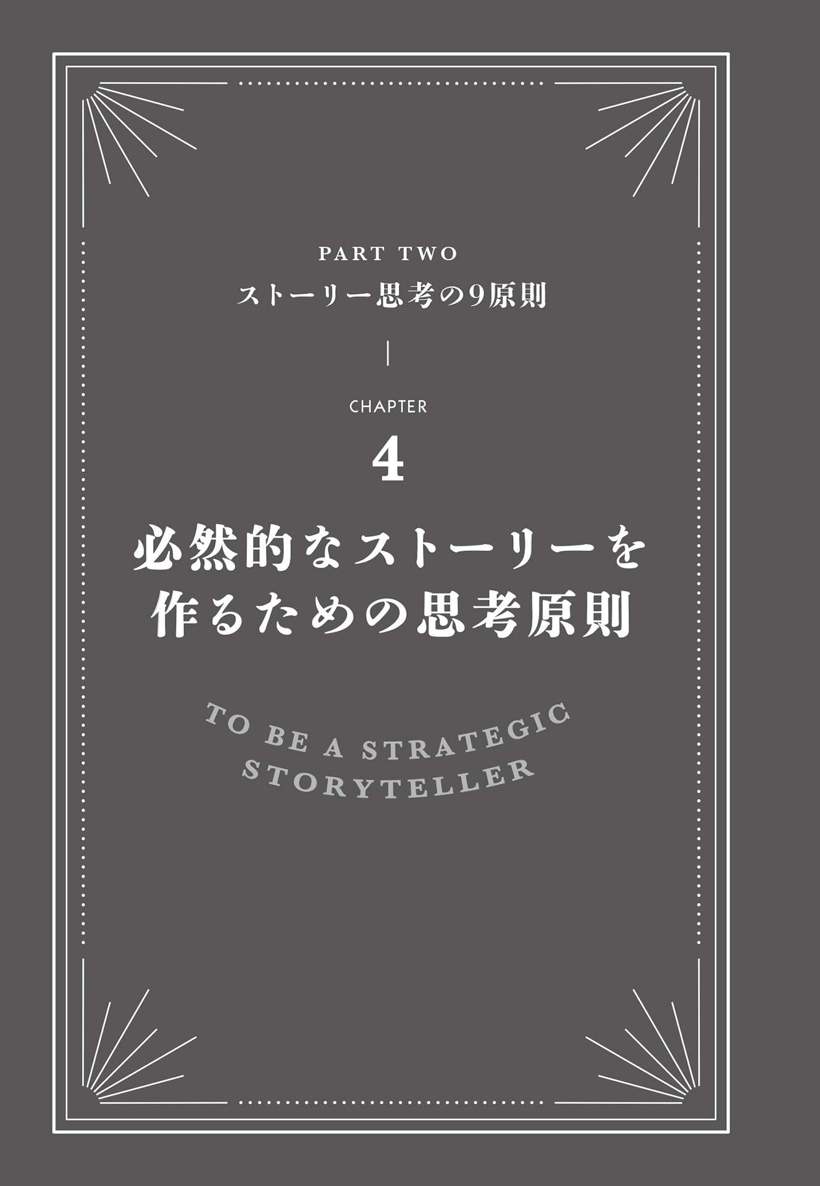 PART TWO
ストーリー思考の9原則
CHAPTER
4
必然的なストーリーを
作るための思考原則
TO BE A STRATEGIC
STORYTELLER